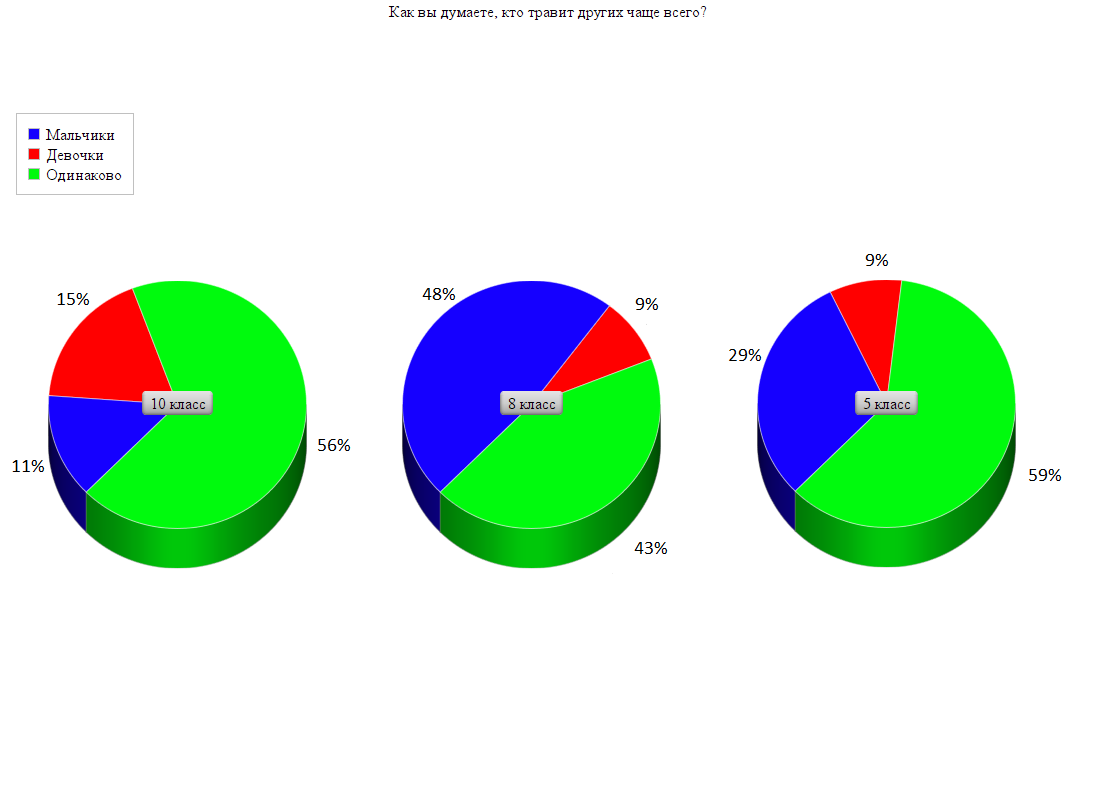 Как вы думаете, кто травит других чаще всего?
Мальчики
Девочки
Одинаково
15%
11%
56%
10 класс
48%
9%
43%
8 класс
9%
29%
59%
5 класс